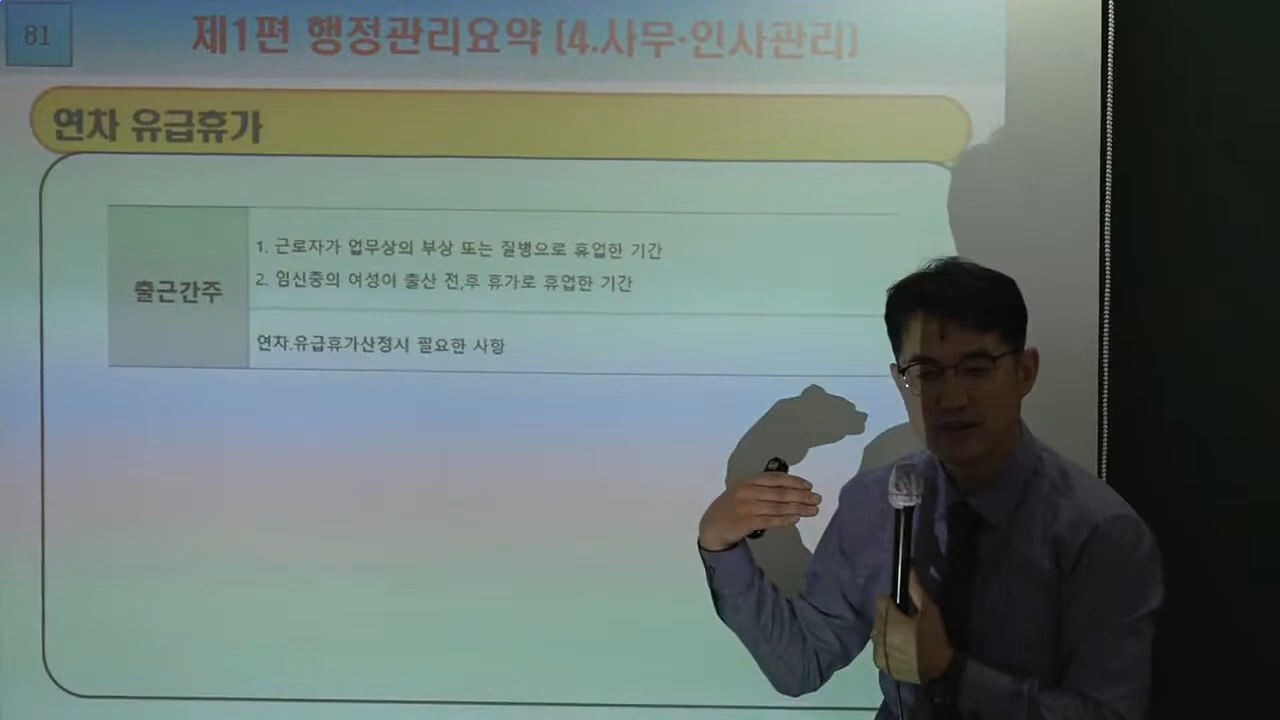 81
제1편 행정관리요약 [4.사무·인사관리]
연차 유급휴가
출근간주
1. 근로자가 업무상의 부상 또는 질병으로 휴업한 기간
2. 임신중의 여성이 출산 전,후 휴가로 휴업한 기간
연차.유급휴가산정시 필요한 사항